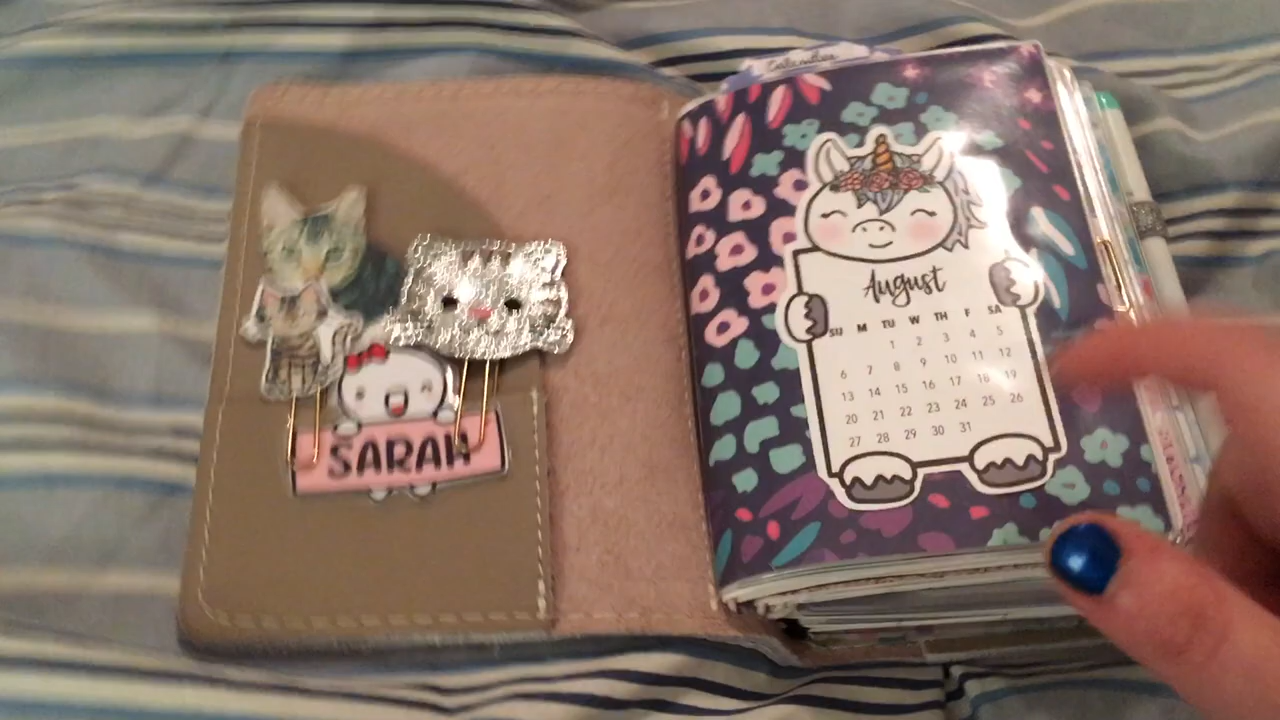 Calendar
SARAH
August
SU M TU W TH F SA
1 2 3 4 5
6 7 8 9 10 11 12
13 14 15 16 17 18 19
20 21 22 23 24 25 26
27 28 29 30 31